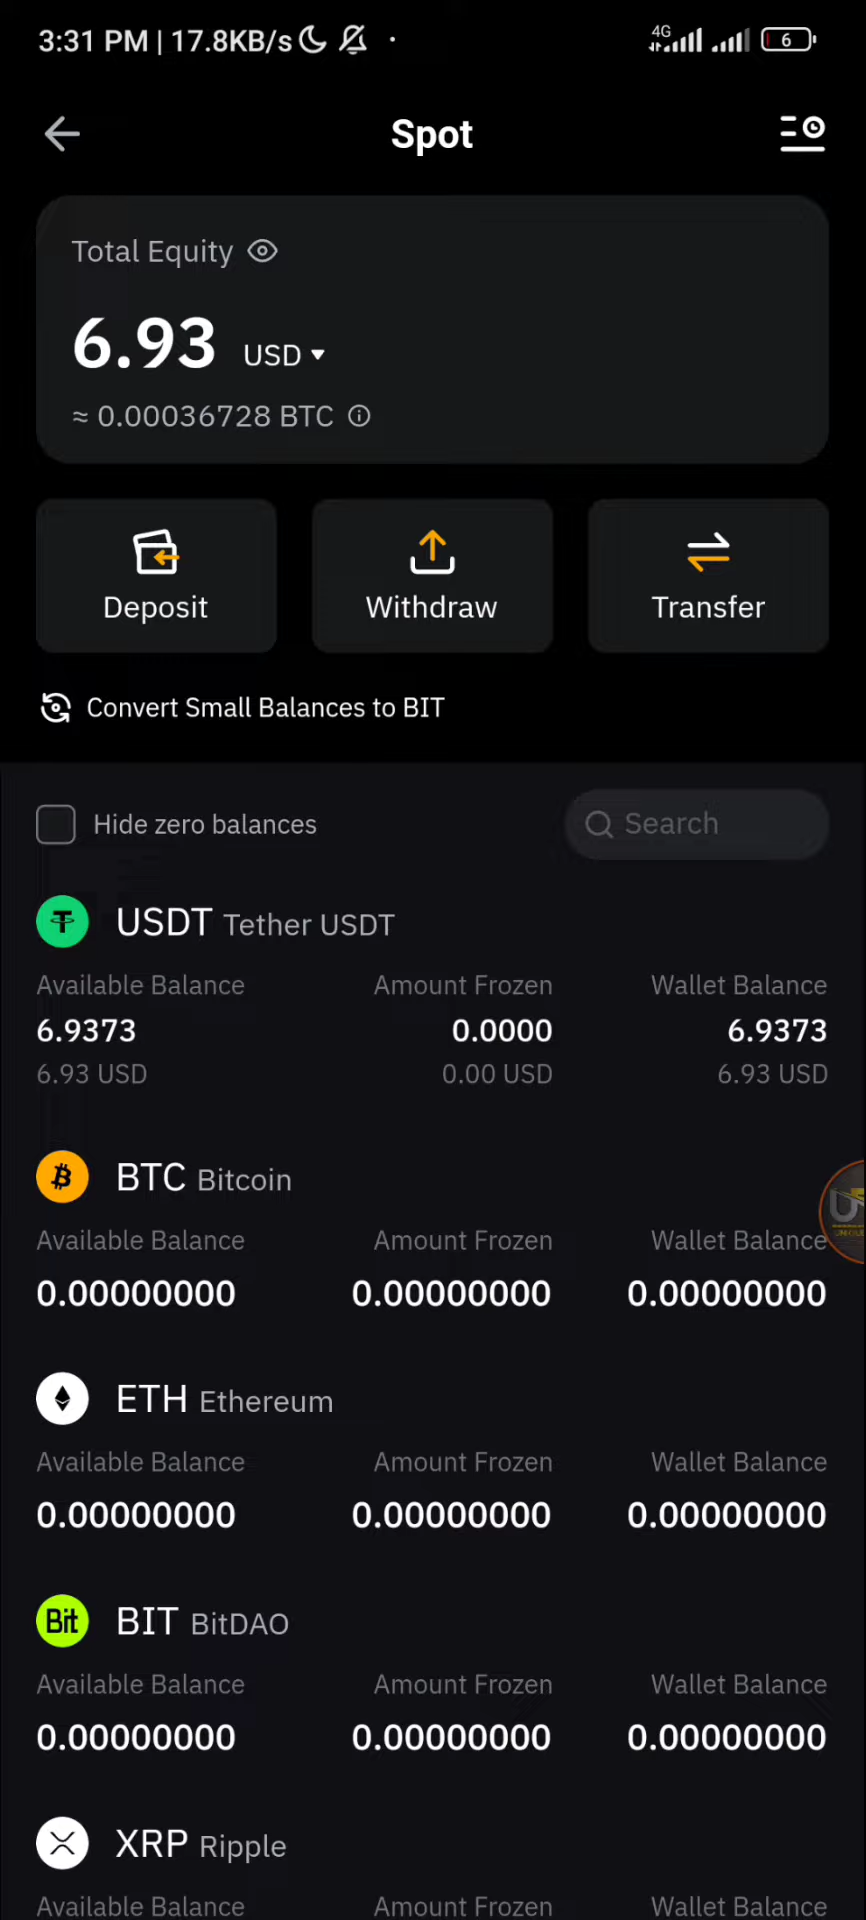 3:31 PM | 17.8KB/s 4G 6
Spot
Total Equity
6.93 USD
≈ 0.00036728 BTC
Deposit Withdraw Transfer
Convert Small Balances to BIT
Hide zero balances Search
USDT Tether USDT
Available Balance Amount Frozen Wallet Balance
6.9373 0.0000 6.9373
6.93 USD 0.00 USD 6.93 USD
BTC Bitcoin
Available Balance Amount Frozen Wallet Balance
0.00000000 0.00000000 0.00000000
ETH Ethereum
Available Balance Amount Frozen Wallet Balance
0.00000000 0.00000000 0.00000000
Bit BIT BitDAO
Available Balance Amount Frozen Wallet Balance
0.00000000 0.00000000 0.00000000
XRP Ripple
Available Balance Amount Frozen Wallet Balance